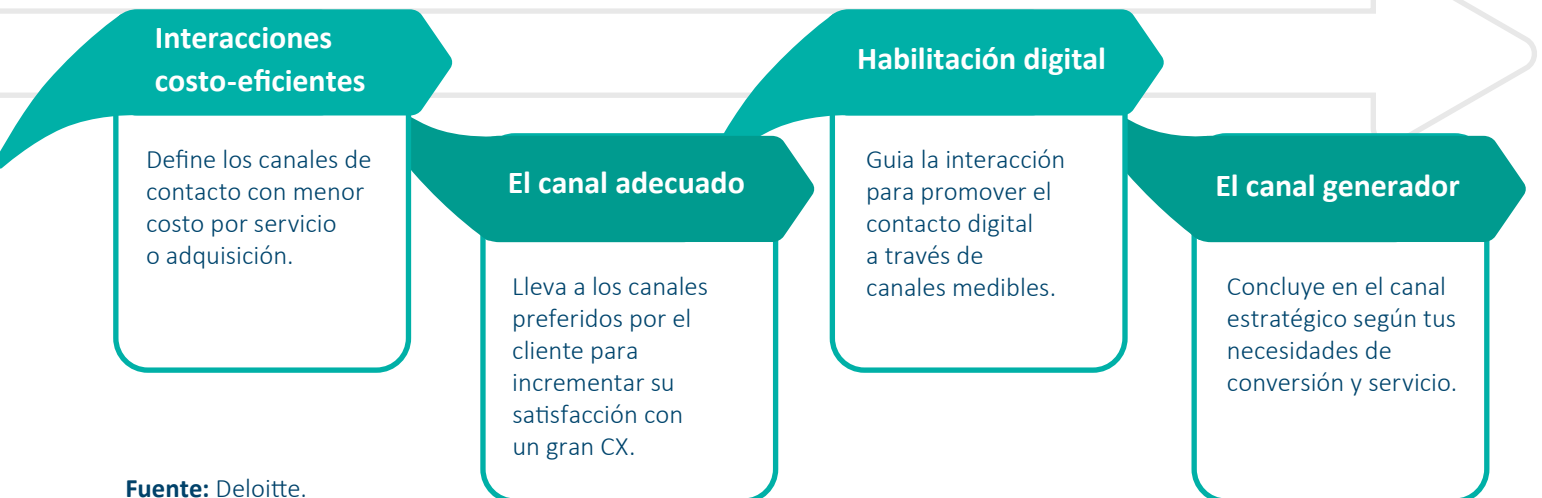 Interacciones
costo-eficientes
Define los canales de
contacto con menor
costo por servicio
o adquisición.
El canal adecuado
Lleva a los canales
preferidos por el
cliente para
incrementar su
satisfacción con
un gran CX.
Habilitación digital
Guia la interacción
para promover el
contacto digital
a través de
canales medibles.
El canal generador
Concluye en el canal
estratégico según tus
necesidades de
conversión y servicio.
Fuente: Deloitte.